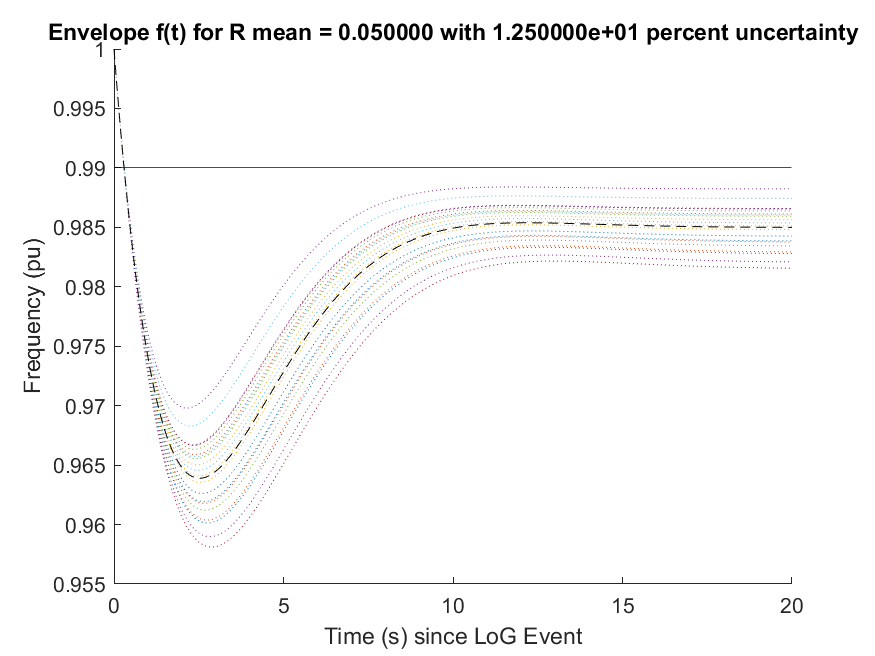 Envelope f(t) for R mean = 0.050000 with 1.250000e+01 percent uncertainty
1
0.995
0.99
0.985
0.98
0.975
0.97
0.965
0.96
0.955
Frequency (pu)
0 5 10 15 20
Time (s) since LoG Event